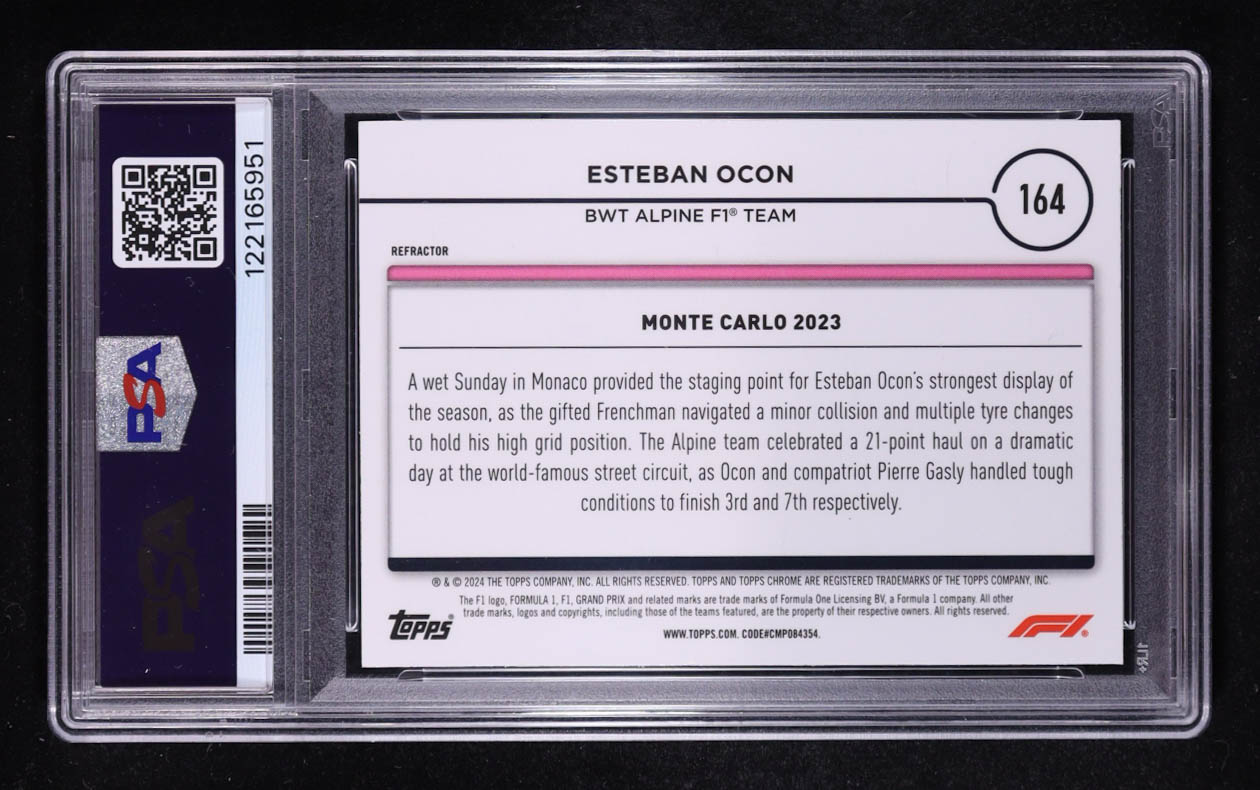 ESTEBAN OCON
BWT ALPINE F1® TEAM
164
REFRACTOR
MONTE CARLO 2023
A wet Sunday in Monaco provided the staging point for Esteban Ocon's strongest display of
the season, as the gifted Frenchman navigated a minor collision and multiple tyre changes
to hold his high grid position. The Alpine team celebrated a 21-point haul on a dramatic
day at the world-famous street circuit, as Ocon and compatriot Pierre Gasly handled tough
conditions to finish 3rd and 7th respectively.
® & © 2024 THE TOPPS COMPANY, INC. ALL RIGHTS RESERVED. TOPPS AND TOPPS CHROME ARE REGISTERED TRADEMARKS OF THE TOPPS COMPANY, INC.
The F1 logo, FORMULA 1, F1, GRAND PRIX and related marks are trade marks of Formula One Licensing BV, a Formula 1 company. All other
trade marks, logos and copyrights, including those of the teams featured, are the property of their respective owners. All rights reserved.
WWW.TOPPS.COM. CODE#CMP084354.
topps®
F1®
122165951
PSA
PSA
PSA